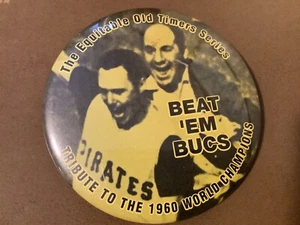 The Equitable Old Timers Series
BEAT
'EM
BUCS
PIRATES
TRIBUTE TO THE 1960 WORLD CHAMPIONS